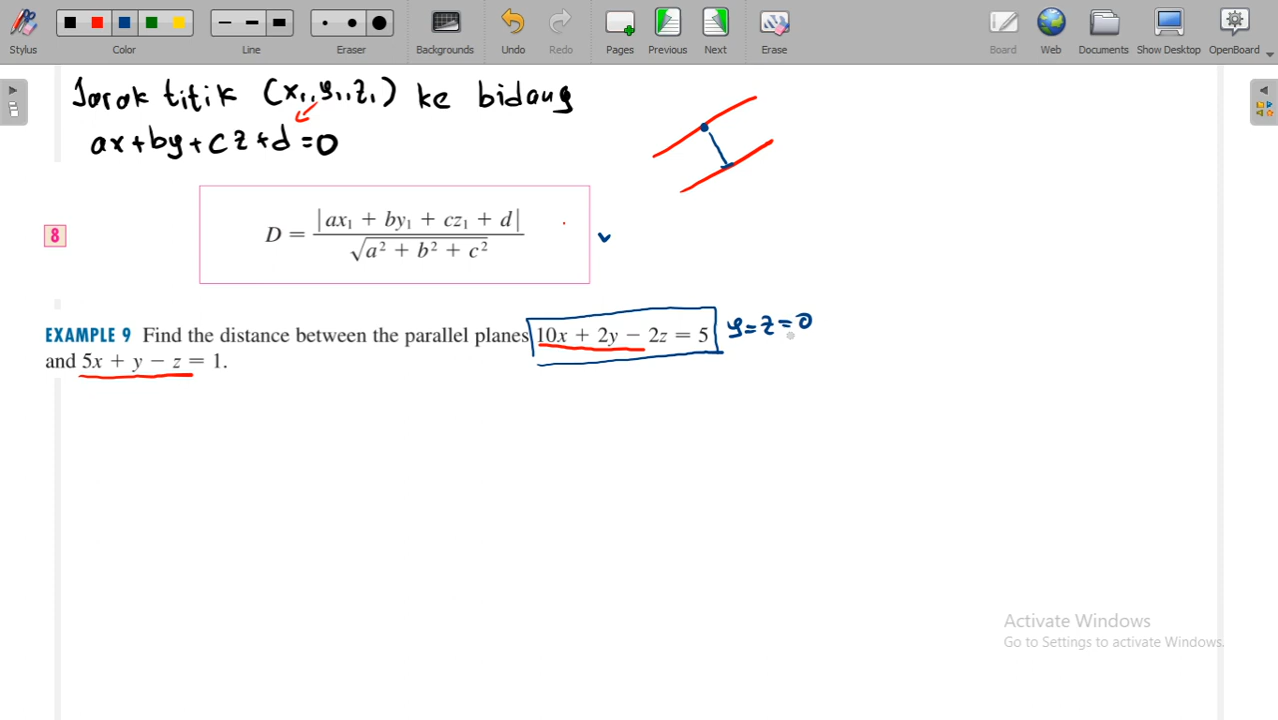 Stylus
Color
Line
Eraser
Backgrounds
Undo
Redo
Pages
Previous
Next
Erase
Board
Web
Documents
Show Desktop
OpenBoard
Jarak titik (x₁, y₁, z₁) ke bidang
ax+by+cz+d=0
8
D = |ax₁ + by₁ + cz₁ + d| / √(a² + b² + c²)
EXAMPLE 9 Find the distance between the parallel planes 10x + 2y − 2z = 5 y=z=0
and 5x + y − z = 1.
Activate Windows
Go to Settings to activate Windows.